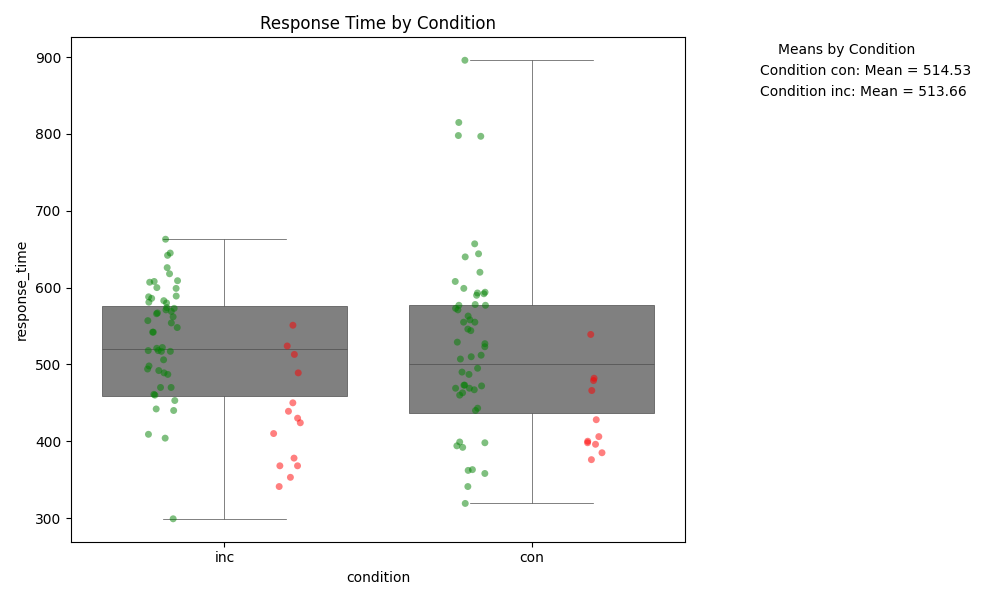 Response Time by Condition
Means by Condition
Condition con: Mean = 514.53
Condition inc: Mean = 513.66
response_time
900
800
700
600
500
400
300
inc
con
condition